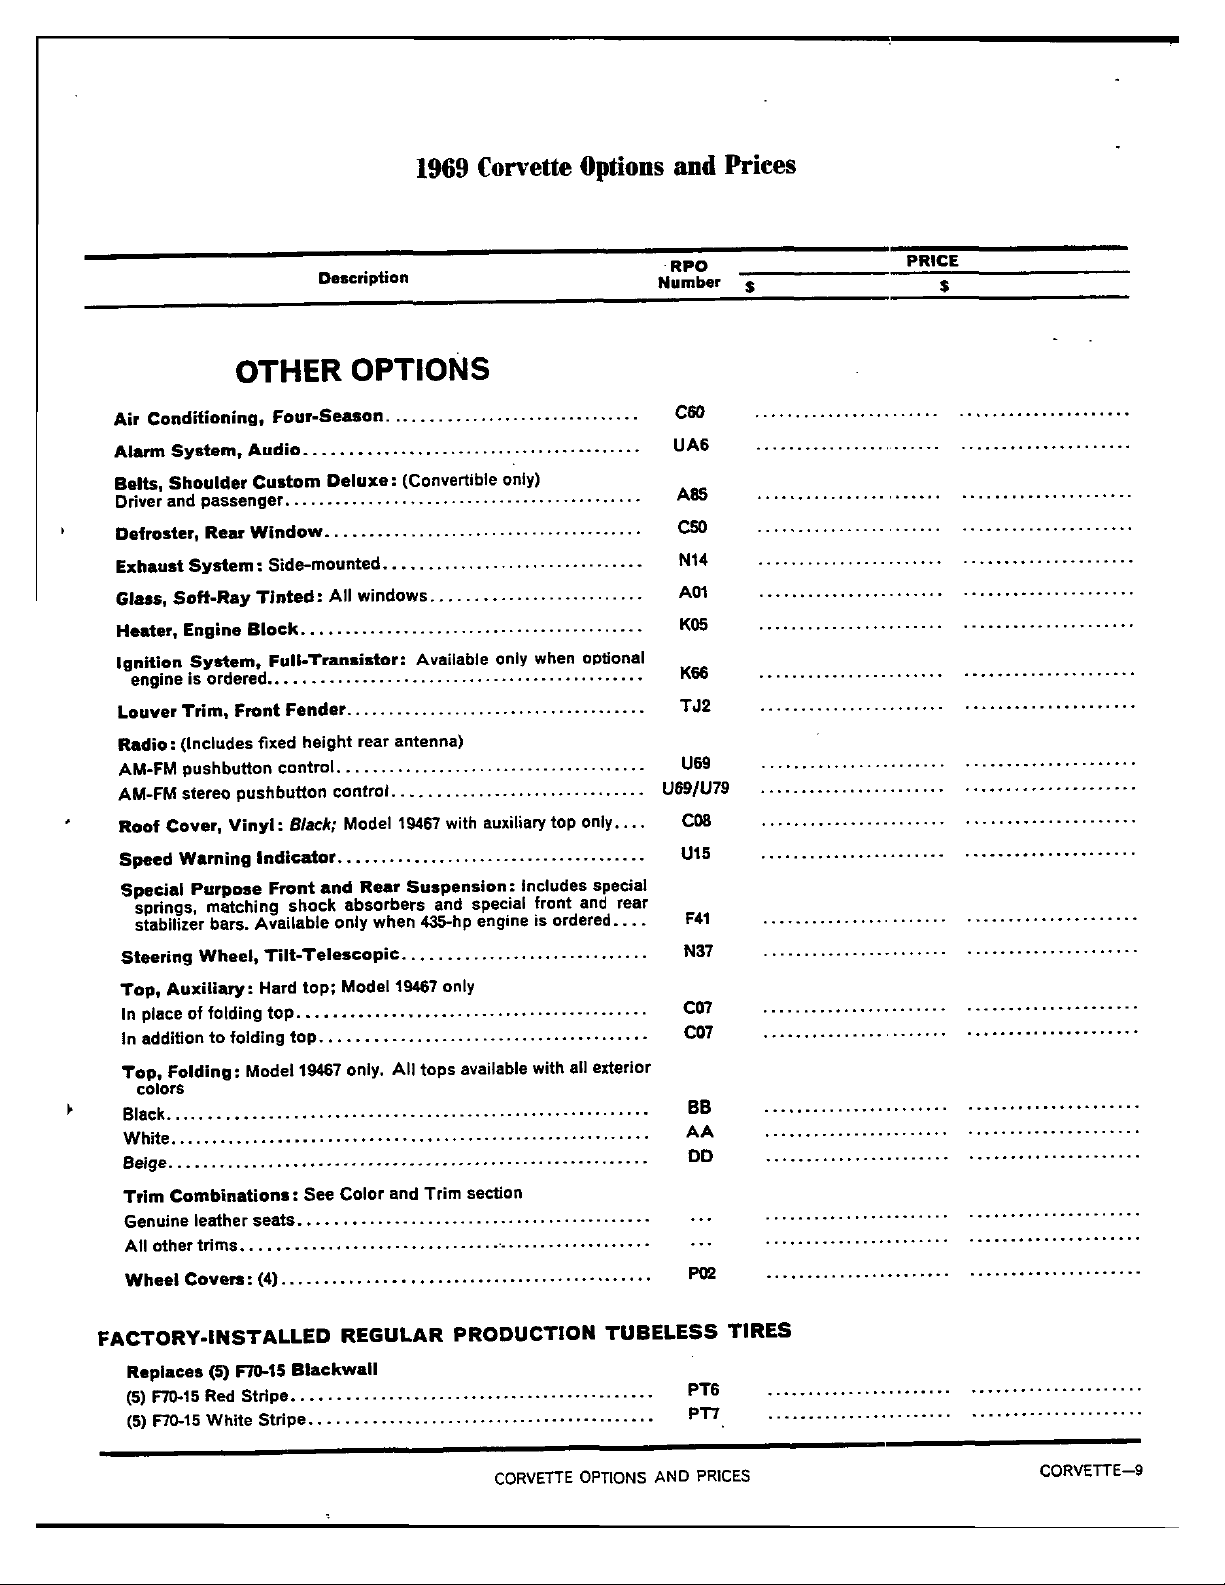 1969 Corvette Options and Prices
Description
RPO
Number
PRICE
$ $
OTHER OPTIONS
Air Conditioning, Four-Season. ............................ C60 ....................... .....................
Alarm System, Audio......................................... UA6 ....................... .....................
Belts, Shoulder Custom Deluxe: (Convertible only)
Driver and passenger........................................... A85 ....................... .....................
Defroster, Rear Window...................................... C50 ....................... .....................
Exhaust System: Side-mounted............................... N14 ....................... .....................
Glass, Soft-Ray Tinted: All windows.......................... A01 ....................... .....................
Heater, Engine Block......................................... K05 ....................... .....................
Ignition System, Full-Transistor: Available only when optional
engine is ordered............................................. K66 ....................... .....................
Louver Trim, Front Fender.................................... TJ2 ....................... .....................
Radio: (Includes fixed height rear antenna)
AM-FM pushbutton control..................................... U69 ....................... .....................
AM-FM stereo pushbutton control............................... U69/U79 ....................... .....................
Roof Cover, Vinyl: Black; Model 19467 with auxiliary top only.... C08 ....................... .....................
Speed Warning Indicator..................................... U15 ....................... .....................
Special Purpose Front and Rear Suspension: Includes special
springs, matching shock absorbers and special front and rear
stabilizer bars. Available only when 435-hp engine is ordered.... F41 ....................... .....................
Steering Wheel, Tilt-Telescopic.............................. N37 ....................... .....................
Top, Auxiliary: Hard top; Model 19467 only
In place of folding top........................................... C07 ....................... .....................
In addition to folding top........................................ C07 ....................... .....................
Top, Folding: Model 19467 only. All tops available with all exterior
colors
Black........................................................... BB ....................... .....................
White........................................................... AA ....................... .....................
Beige........................................................... DD ....................... .....................
Trim Combinations: See Color and Trim section
Genuine leather seats........................................... ... ....................... .....................
All other trims.................................................. ... ....................... .....................
Wheel Covers: (4)............................................. P02 ....................... .....................
FACTORY-INSTALLED REGULAR PRODUCTION TUBELESS TIRES
Replaces (5) F70-15 Blackwall
(5) F70-15 Red Stripe............................................ PT6 ....................... .....................
(5) F70-15 White Stripe.......................................... PT7 ....................... .....................
CORVETTE OPTIONS AND PRICES
CORVETTE—9